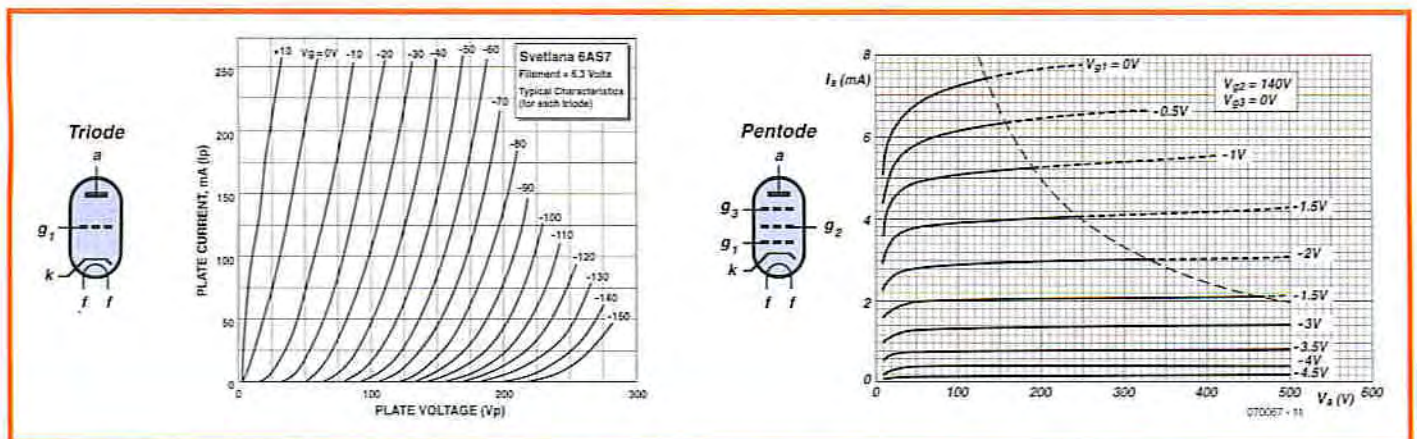 Triode
a
g1
k
f f
PLATE CURRENT, mA (Ip)
250
200
150
100
50
0
+10 Vg = 0V -10 -20 -30 -40 -50 -60
-70
-80
-90
-100
-110
-120
-130
-140
-150
Svetlana 6AS7
Filament = 6.3 Volts
Typical Characteristics
(for each triode)
0 50 100 150 200 250 300
PLATE VOLTAGE (Vp)
Pentode
a
g3
g2
g1
k
f f
8
Ia (mA)
6
4
2
0
Vg1 = 0V
Vg2 = 140V
Vg3 = 0V
-0.5V
-1V
-1.5V
-2V
-1.5V
-3V
-3.5V
-4V
-4.5V
0 100 200 300 400 500 600
Va (V)
070067 - 11